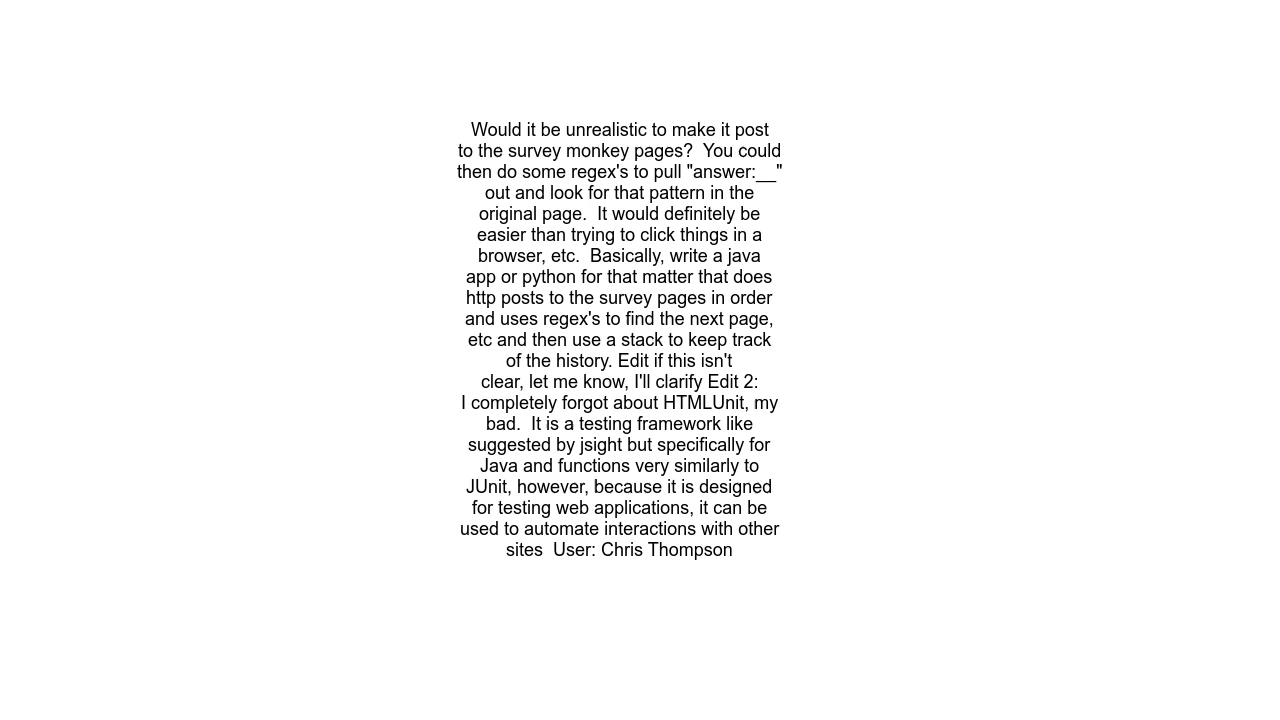 Would it be unrealistic to make it post
to the survey monkey pages?  You could
then do some regex's to pull "answer:__"
out and look for that pattern in the
original page.  It would definitely be
easier than trying to click things in a
browser, etc.  Basically, write a java
app or python for that matter that does
http posts to the survey pages in order
and uses regex's to find the next page,
etc and then use a stack to keep track
of the history. Edit if this isn't
clear, let me know, I'll clarify Edit 2:
I completely forgot about HTMLUnit, my
bad.  It is a testing framework like
suggested by jsight but specifically for
Java and functions very similarly to
JUnit, however, because it is designed
for testing web applications, it can be
used to automate interactions with other
sites  User: Chris Thompson